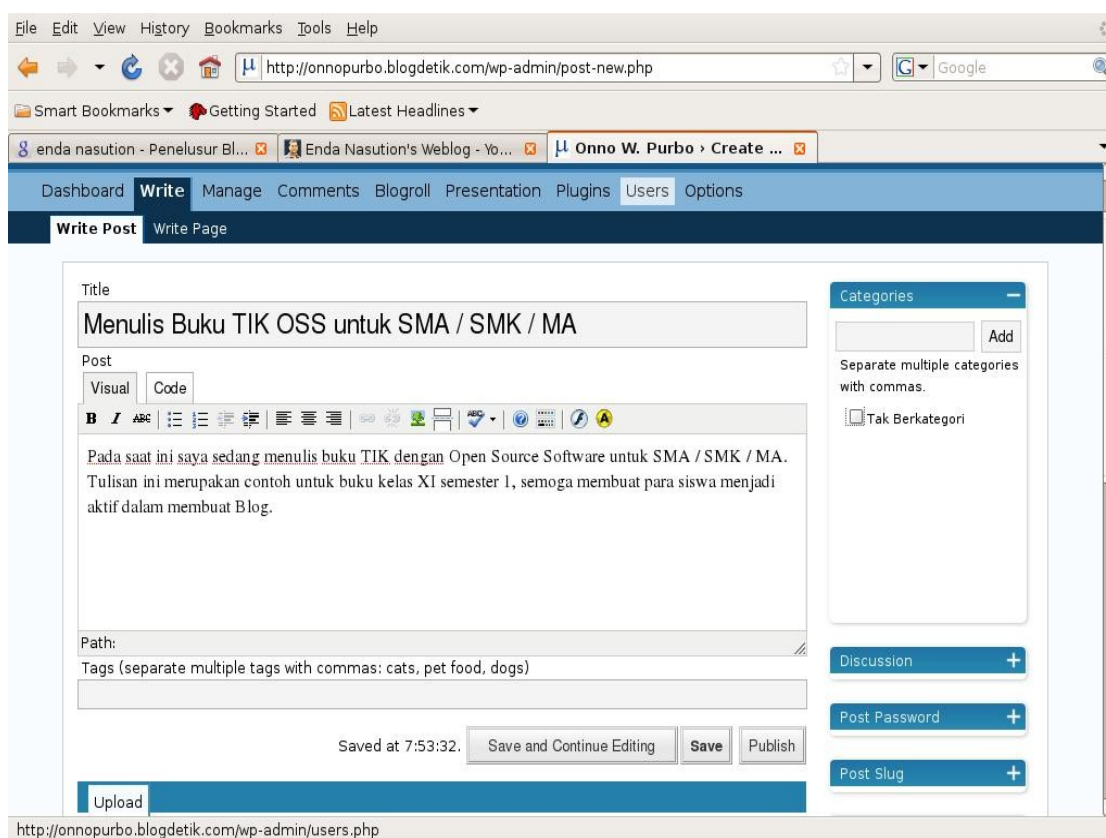 File Edit View History Bookmarks Tools Help
http://onnopurbo.blogdetik.com/wp-admin/post-new.php
Google
Smart Bookmarks Getting Started Latest Headlines
enda nasution - Penelusur Bl... Enda Nasution's Weblog - Yo... Onno W. Purbo › Create ...
Dashboard Write Manage Comments Blogroll Presentation Plugins Users Options
Write Post Write Page
Title
Menulis Buku TIK OSS untuk SMA / SMK / MA
Post
Visual Code
Pada saat ini saya sedang menulis buku TIK dengan Open Source Software untuk SMA / SMK / MA.
Tulisan ini merupakan contoh untuk buku kelas XI semester 1, semoga membuat para siswa menjadi
aktif dalam membuat Blog.
Path:
Tags (separate multiple tags with commas: cats, pet food, dogs)
Saved at 7:53:32. Save and Continue Editing Save Publish
Upload
Categories
Add
Separate multiple categories
with commas.
Tak Berkategori
Discussion
Post Password
Post Slug
http://onnopurbo.blogdetik.com/wp-admin/users.php